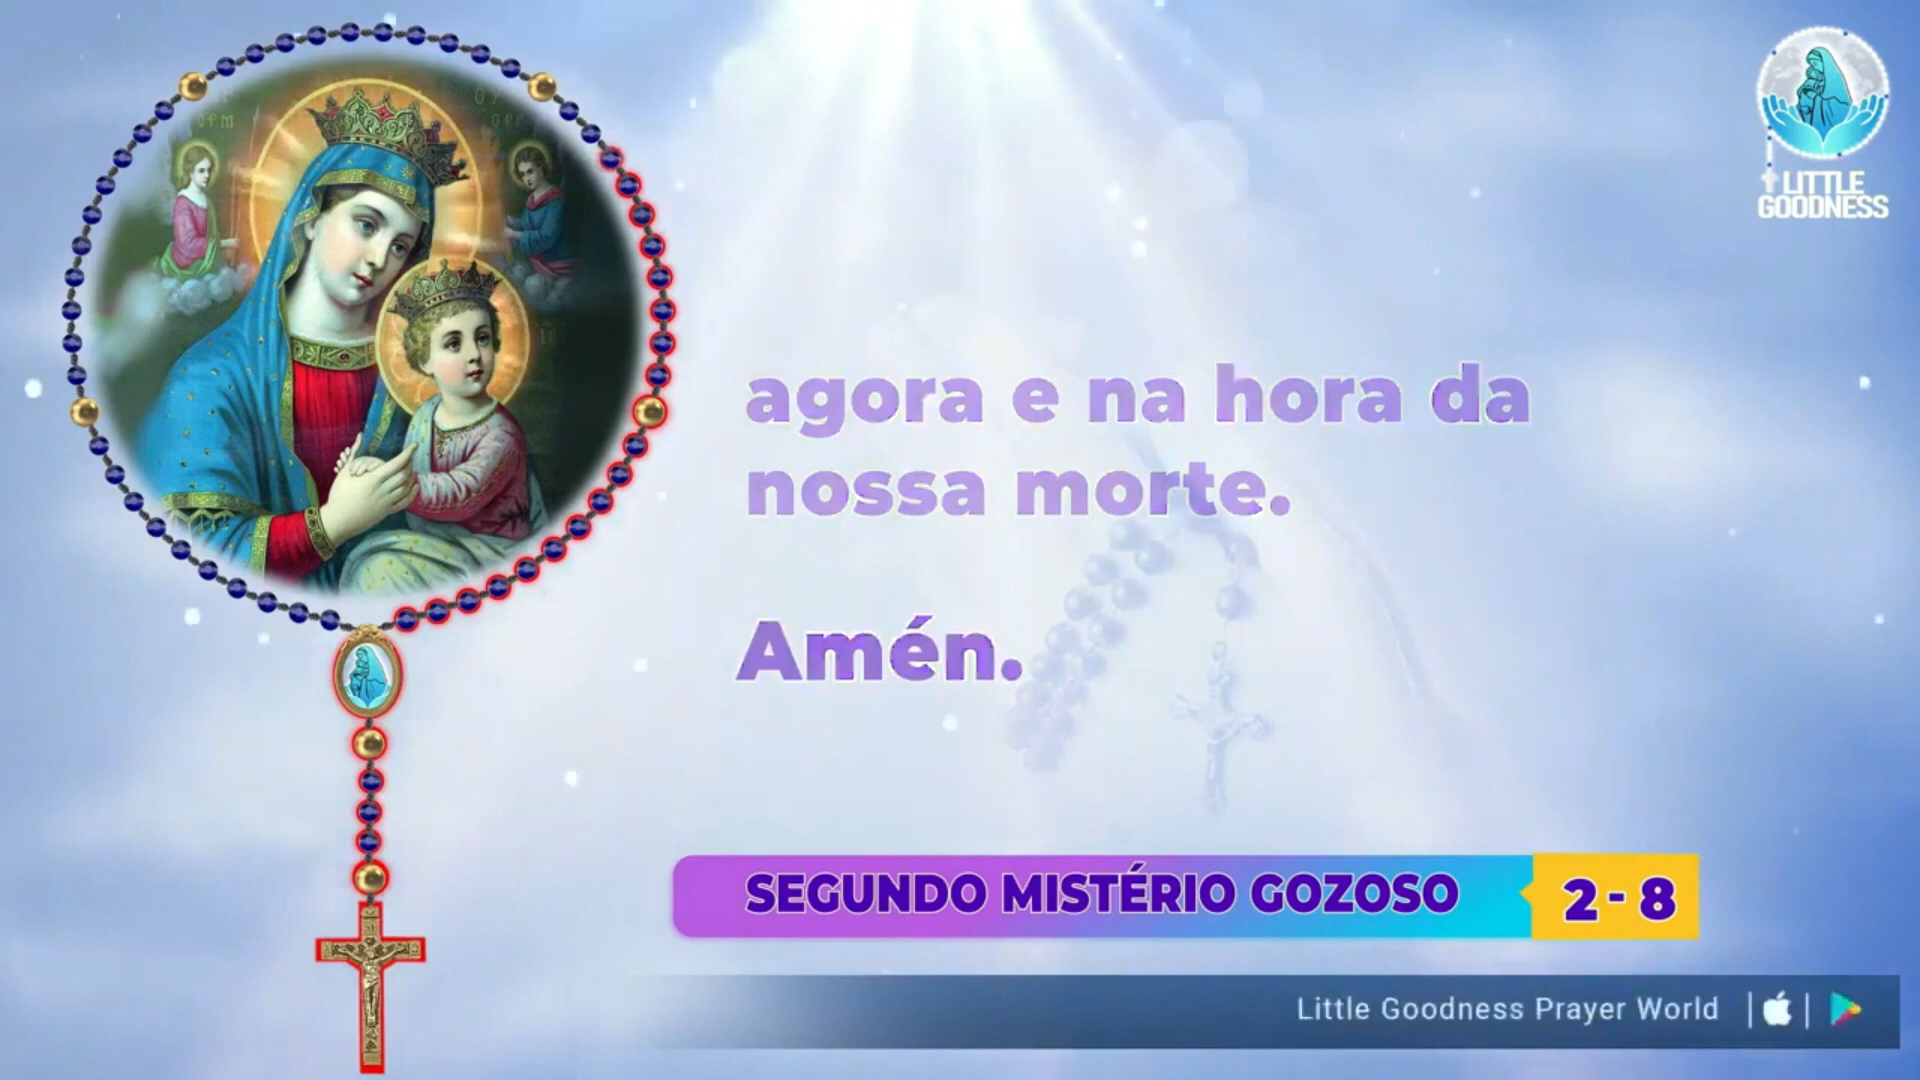 LITTLE
GOODNESS
agora e na hora da
nossa morte.
Amén.
SEGUNDO MISTÉRIO GOZOSO
2 - 8
Little Goodness Prayer World